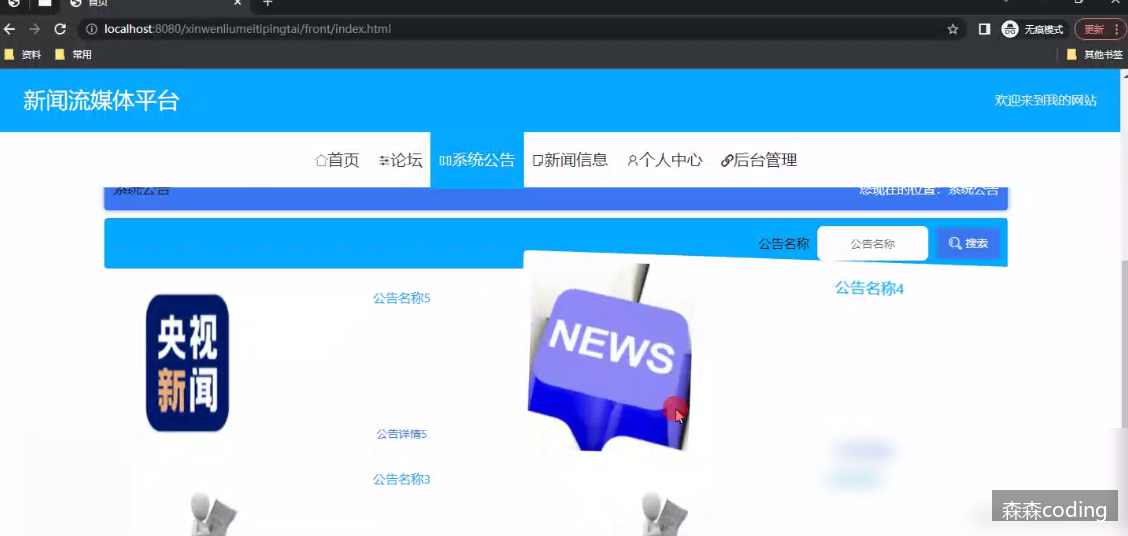 首页
localhost:8080/xinwenliumeitipingtai/front/index.html
无痕模式
更新
资料
常用
其他书签
新闻流媒体平台
欢迎来到我的网站
首页
论坛
系统公告
新闻信息
个人中心
后台管理
系统公告
您现在的位置：系统公告
公告名称
公告名称
搜索
央视
新闻
公告名称5
NEWS
公告名称4
公告详情5
公告名称3
森森coding